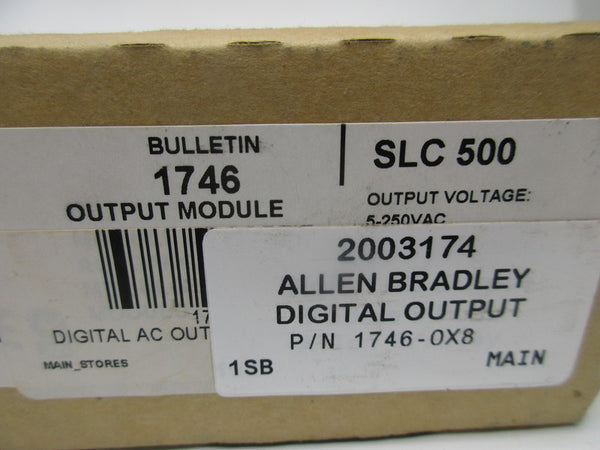 BULLETIN
1746
OUTPUT MODULE
SLC 500
OUTPUT VOLTAGE:
5-250VAC
17
DIGITAL AC OUT
MAIN_STORES
2003174
ALLEN BRADLEY
DIGITAL OUTPUT
P/N 1746-OX8
1SB MAIN